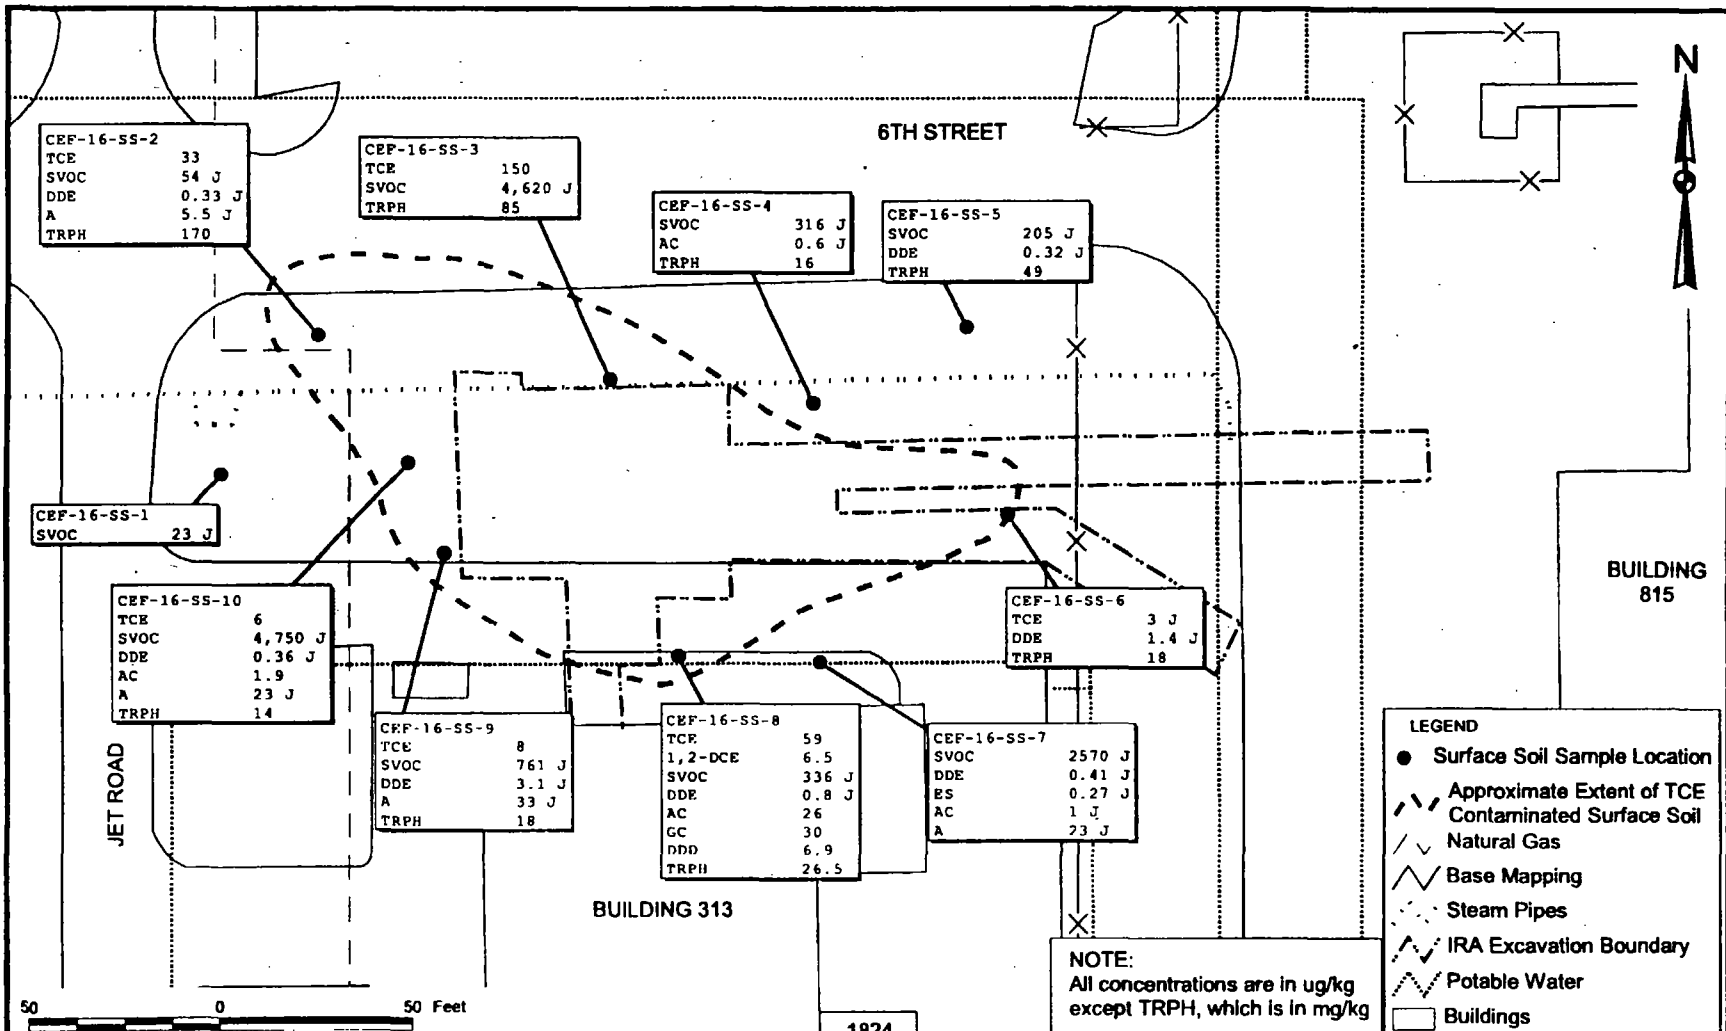 N
6TH STREET
CEF-16-SS-2
TCE 33
SVOC 54 J
DDE 0.33 J
A 5.5 J
TRPH 170
CEF-16-SS-3
TCE 150
SVOC 4,620 J
TRPH 85
CEF-16-SS-4
SVOC 316 J
AC 0.6 J
TRPH 16
CEF-16-SS-5
SVOC 205 J
DDE 0.32 J
TRPH 49
CEF-16-SS-1
SVOC 23 J
CEF-16-SS-10
TCE 6
SVOC 4,750 J
DDE 0.36 J
AC 1.9
A 23 J
TRPH 14
CEF-16-SS-6
TCE 3 J
DDE 1.4 J
TRPH 18
BUILDING
815
CEF-16-SS-9
TCE 8
SVOC 761 J
DDE 3.1 J
A 33 J
TRPH 18
CEF-16-SS-8
TCE 59
1,2-DCE 6.5
SVOC 336 J
DDE 0.8 J
AC 26
GC 30
DDD 6.9
TRPH 26.5
CEF-16-SS-7
SVOC 2570 J
DDE 0.41 J
ES 0.27 J
AC 1 J
A 23 J
JET ROAD
BUILDING 313
LEGEND
Surface Soil Sample Location
Approximate Extent of TCE
Contaminated Surface Soil
Natural Gas
Base Mapping
Steam Pipes
IRA Excavation Boundary
Potable Water
Buildings
NOTE:
All concentrations are in ug/kg
except TRPH, which is in mg/kg
50 0 50 Feet
1824